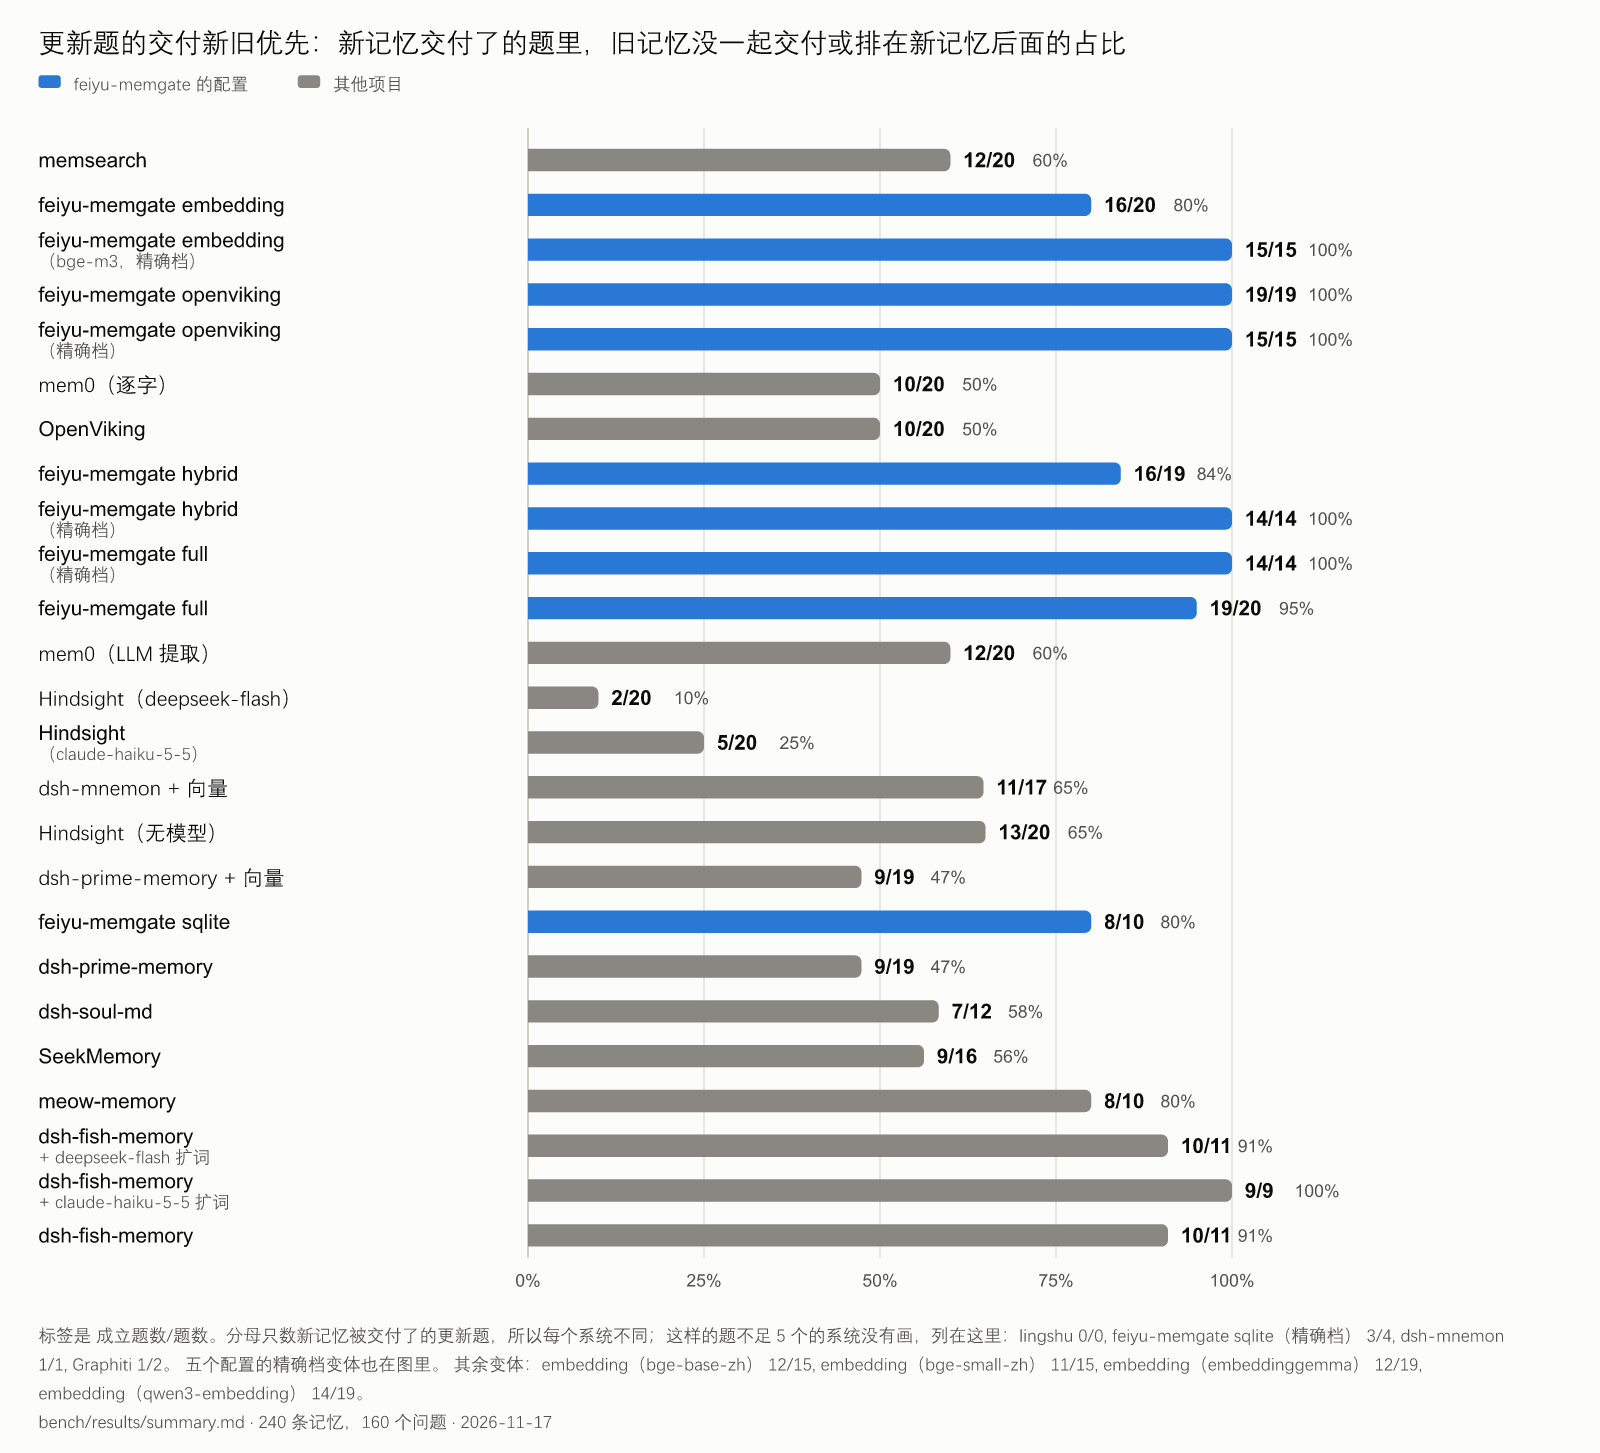 更新题的交付新旧优先：新记忆交付了的题里，旧记忆没一起交付或排在新记忆后面的占比
feiyu-memgate 的配置 其他项目
memsearch 12/20 60%
feiyu-memgate embedding 16/20 80%
feiyu-memgate embedding
（bge-m3，精确档） 15/15 100%
feiyu-memgate openviking 19/19 100%
feiyu-memgate openviking
（精确档） 15/15 100%
mem0（逐字） 10/20 50%
OpenViking 10/20 50%
feiyu-memgate hybrid 16/19 84%
feiyu-memgate hybrid
（精确档） 14/14 100%
feiyu-memgate full
（精确档） 14/14 100%
feiyu-memgate full 19/20 95%
mem0（LLM 提取） 12/20 60%
Hindsight（deepseek-flash） 2/20 10%
Hindsight
（claude-haiku-5-5） 5/20 25%
dsh-mnemon + 向量 11/17 65%
Hindsight（无模型） 13/20 65%
dsh-prime-memory + 向量 9/19 47%
feiyu-memgate sqlite 8/10 80%
dsh-prime-memory 9/19 47%
dsh-soul-md 7/12 58%
SeekMemory 9/16 56%
meow-memory 8/10 80%
dsh-fish-memory
+ deepseek-flash 扩词 10/11 91%
dsh-fish-memory
+ claude-haiku-5-5 扩词 9/9 100%
dsh-fish-memory 10/11 91%
0% 25% 50% 75% 100%
标签是 成立题数/题数。分母只数新记忆被交付了的更新题，所以每个系统不同；这样的题不足 5 个的系统没有画，列在这里：lingshu 0/0, feiyu-memgate sqlite（精确档） 3/4, dsh-mnemon
1/1, Graphiti 1/2。 五个配置的精确档变体也在图里。 其余变体：embedding（bge-base-zh） 12/15, embedding（bge-small-zh） 11/15, embedding（embeddinggemma） 12/19,
embedding（qwen3-embedding） 14/19。
bench/results/summary.md · 240 条记忆，160 个问题 · 2026-11-17